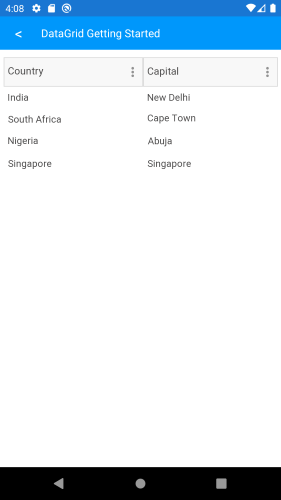 4:08
< DataGrid Getting Started
Country Capital
India New Delhi
South Africa Cape Town
Nigeria Abuja
Singapore Singapore